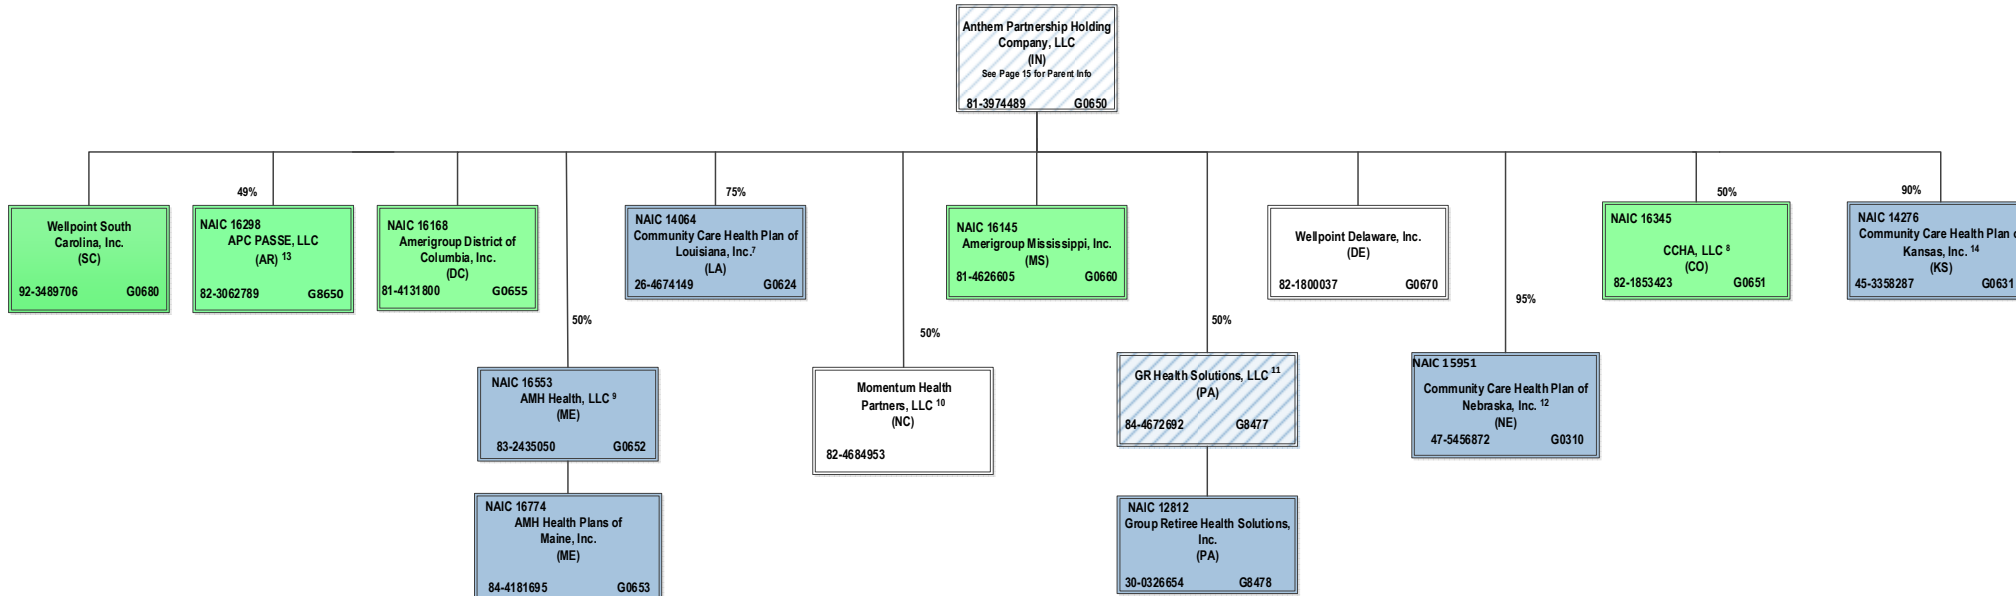 Anthem Partnership Holding
Company, LLC
(IN)
See Page 15 for Parent Info
81-3974489 G0650
49%
75%
50%
90%
Wellpoint South
Carolina, Inc.
(SC)
92-3489706 G0680
NAIC 16298
APC PASSE, LLC
(AR) 13
82-3062789 G8650
NAIC 16168
Amerigroup District of
Columbia, Inc.
(DC)
81-4131800 G0655
NAIC 14064
Community Care Health Plan of
Louisiana, Inc.7
(LA)
26-4674149 G0624
NAIC 16145
Amerigroup Mississippi, Inc.
(MS)
81-4626605 G0660
Wellpoint Delaware, Inc.
(DE)
82-1800037 G0670
NAIC 16345
CCHA, LLC 8
(CO)
82-1853423 G0651
NAIC 14276
Community Care Health Plan o
Kansas, Inc. 14
(KS)
45-3358287 G0631
50%
50%
50%
95%
NAIC 16553
AMH Health, LLC 9
(ME)
83-2435050 G0652
Momentum Health
Partners, LLC 10
(NC)
82-4684953
GR Health Solutions, LLC 11
(PA)
84-4672692 G8477
NAIC 15951
Community Care Health Plan of
Nebraska, Inc. 12
(NE)
47-5456872 G0310
NAIC 16774
AMH Health Plans of
Maine, Inc.
(ME)
84-4181695 G0653
NAIC 12812
Group Retiree Health Solutions,
Inc.
(PA)
30-0326654 G8478